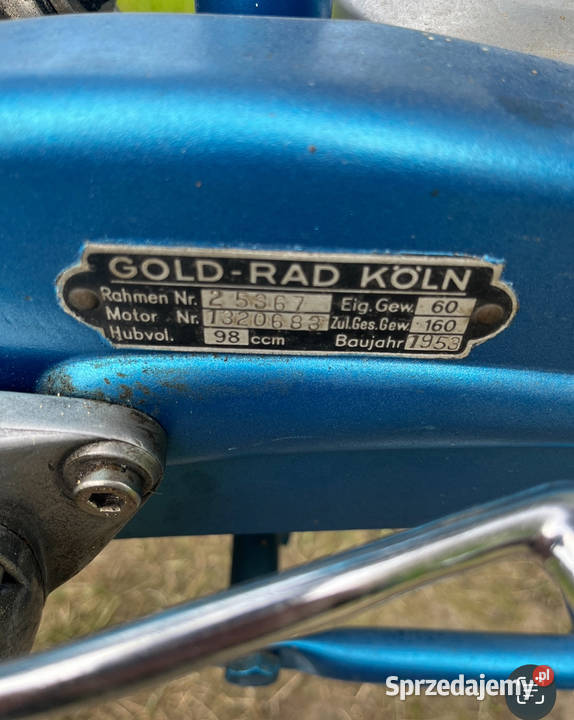 GOLD-RAD KÖLN
Rahmen Nr. 25367 Eig.Gew. 60
Motor Nr. 1320683 Zul.Ges.Gew. 160
Hubvol. 98 ccm Baujahr 1953
Sprzedajemy .pl